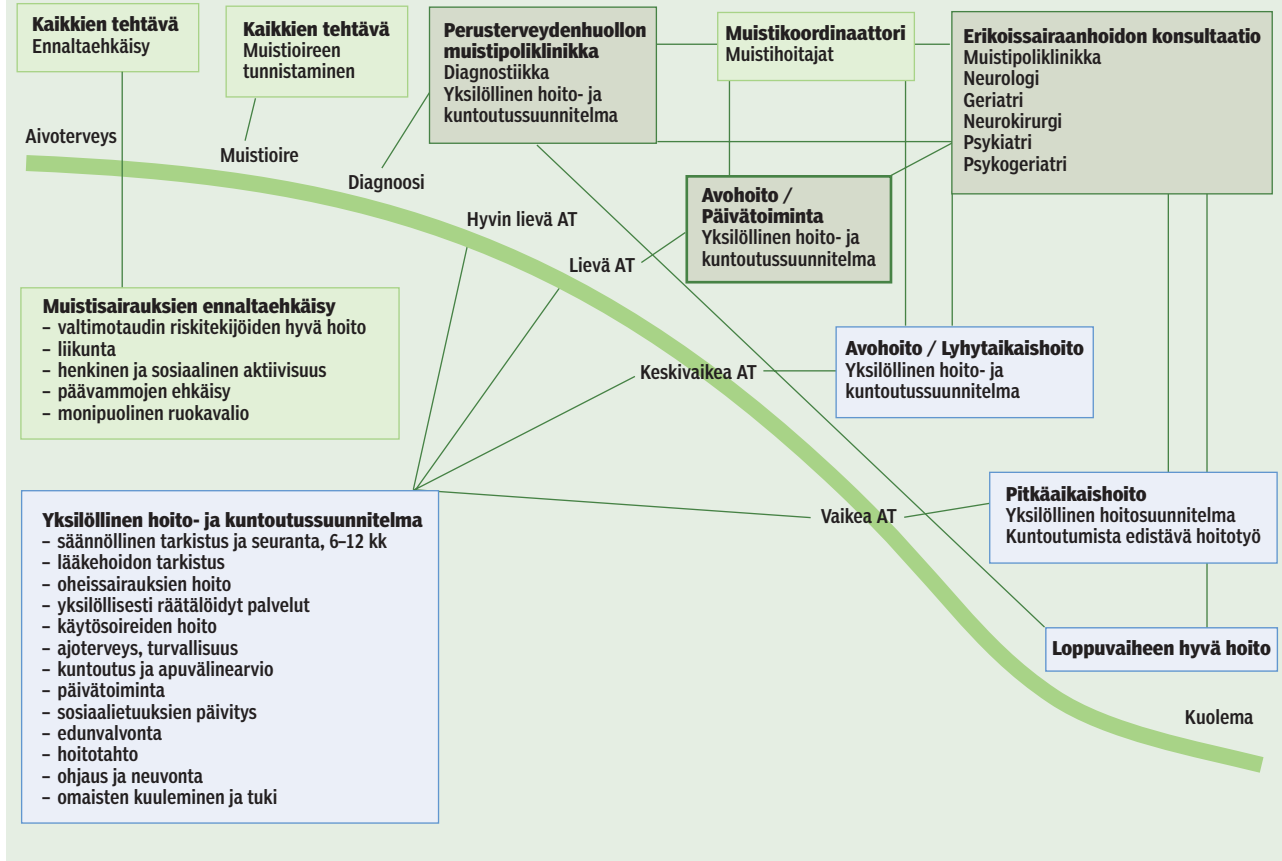 Kaikkien tehtävä
Ennaltaehkäisy
Kaikkien tehtävä
Muistioireen
tunnistaminen
Perusterveydenhuollon
muistipoliklinikka
Diagnostiikka
Yksilöllinen hoito- ja
kuntoutussuunnitelma
Muistikoordinaattori
Muistihoitajat
Erikoissairaanhoidon konsultaatio
Muistipoliklinikka
Neurologi
Geriatri
Neurokirurgi
Psykiatri
Psykogeriatri
Aivoterveys
Muistioire
Diagnoosi
Hyvin lievä AT
Lievä AT
Avohoito /
Päivätoiminta
Yksilöllinen hoito- ja
kuntoutussuunnitelma
Muistisairauksien ennaltaehkäisy
– valtimotaudin riskitekijöiden hyvä hoito
– liikunta
– henkinen ja sosiaalinen aktiivisuus
– päävammojen ehkäisy
– monipuolinen ruokavalio
Keskivaikea AT
Avohoito / Lyhytaikaishoito
Yksilöllinen hoito- ja
kuntoutussuunnitelma
Yksilöllinen hoito- ja kuntoutussuunnitelma
– säännöllinen tarkistus ja seuranta, 6–12 kk
– lääkehoidon tarkistus
– oheissairauksien hoito
– yksilöllisesti räätälöidyt palvelut
– käytösoireiden hoito
– ajoterveys, turvallisuus
– kuntoutus ja apuvälinearvio
– päivätoiminta
– sosiaalietuuksien päivitys
– edunvalvonta
– hoitotahto
– ohjaus ja neuvonta
– omaisten kuuleminen ja tuki
Vaikea AT
Pitkäaikaishoito
Yksilöllinen hoitosuunnitelma
Kuntoutumista edistävä hoitotyö
Loppuvaiheen hyvä hoito
Kuolema